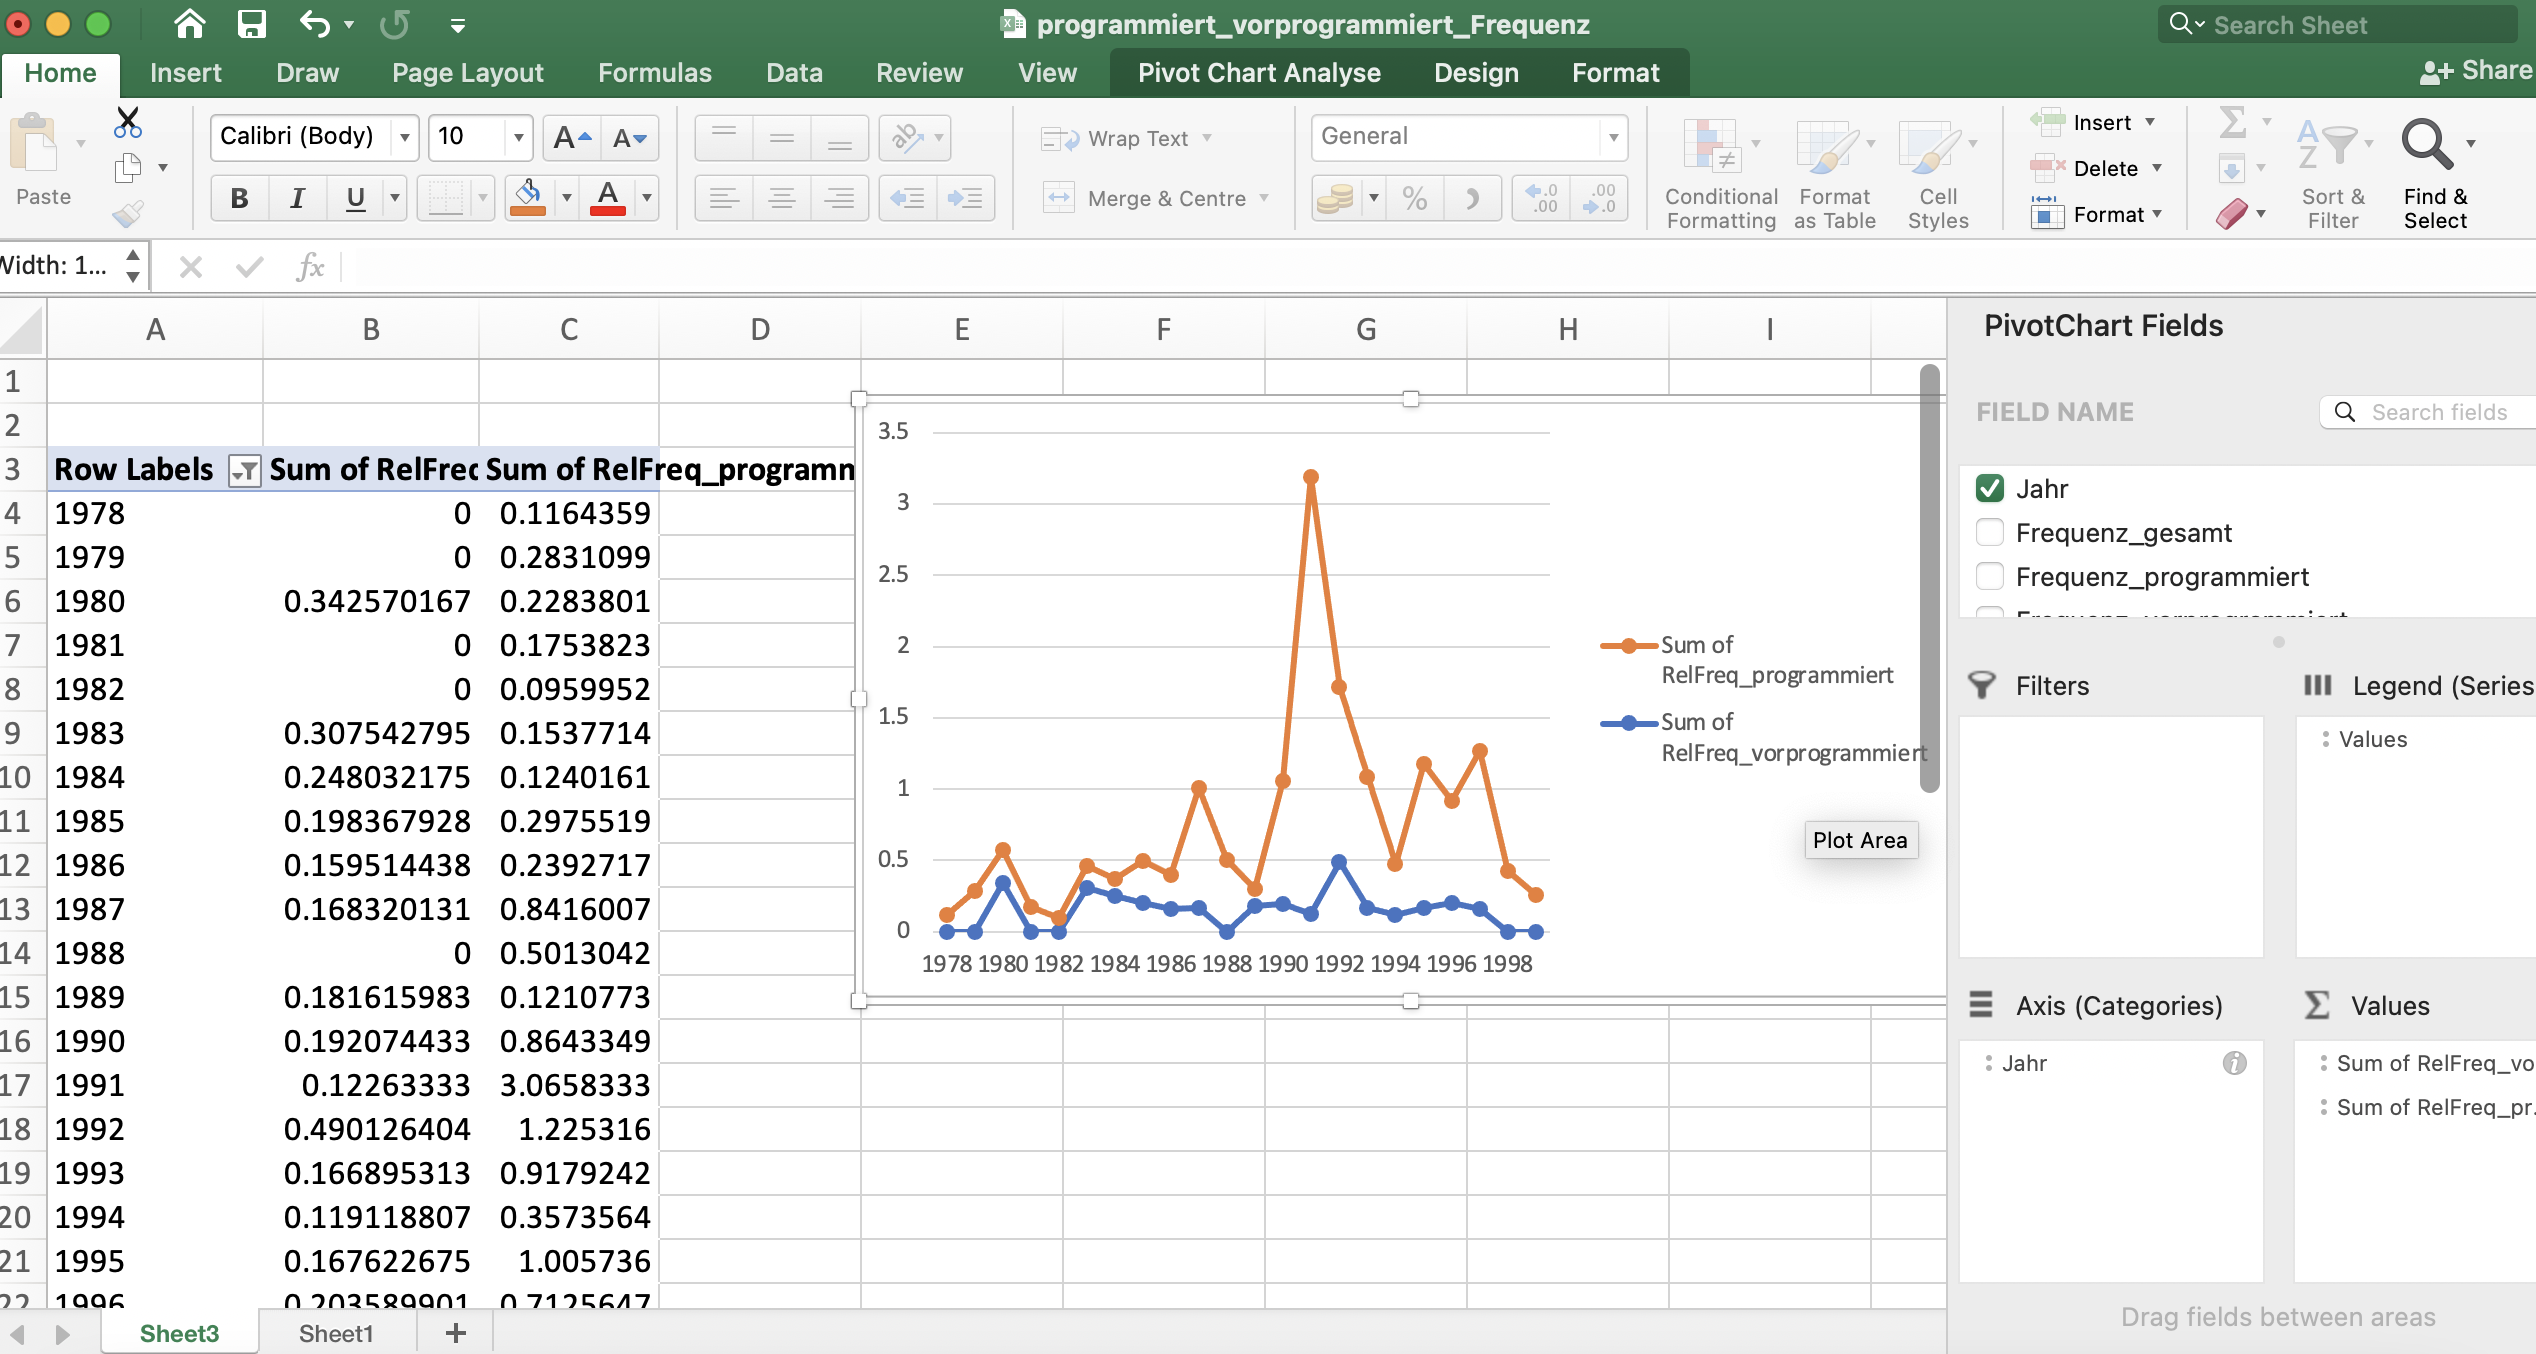 programmiert_vorprogrammiert_Frequenz
Search Sheet
Home Insert Draw Page Layout Formulas Data Review View Pivot Chart Analyse Design Format Share
Paste
Calibri (Body) 10
B I U A
Wrap Text
Merge & Centre
General
%
Conditional Formatting
Format as Table
Cell Styles
Insert
Delete
Format
Sort & Filter
Find & Select
Width: 1...
fx
A B C D E F G H I
1
2
3 Row Labels Sum of RelFrec Sum of RelFreq_programm
4 1978 0 0.1164359
5 1979 0 0.2831099
6 1980 0.342570167 0.2283801
7 1981 0 0.1753823
8 1982 0 0.0959952
9 1983 0.307542795 0.1537714
10 1984 0.248032175 0.1240161
11 1985 0.198367928 0.2975519
12 1986 0.159514438 0.2392717
13 1987 0.168320131 0.8416007
14 1988 0 0.5013042
15 1989 0.181615983 0.1210773
16 1990 0.192074433 0.8643349
17 1991 0.12263333 3.0658333
18 1992 0.490126404 1.225316
19 1993 0.166895313 0.9179242
20 1994 0.119118807 0.3573564
21 1995 0.167622675 1.005736
22 1996 0.203589901 0.7125647
3.5
3
2.5
2
1.5
1
0.5
0
1978 1980 1982 1984 1986 1988 1990 1992 1994 1996 1998
Sum of
RelFreq_programmiert
Sum of
RelFreq_vorprogrammiert
Plot Area
PivotChart Fields
FIELD NAME
Search fields
Jahr
Frequenz_gesamt
Frequenz_programmiert
Frequenz_vorprogrammiert
Filters
Legend (Series
Values
Axis (Categories)
Values
Jahr
Sum of RelFreq_vo
Sum of RelFreq_pr.
Drag fields between areas
Sheet3 Sheet1 +